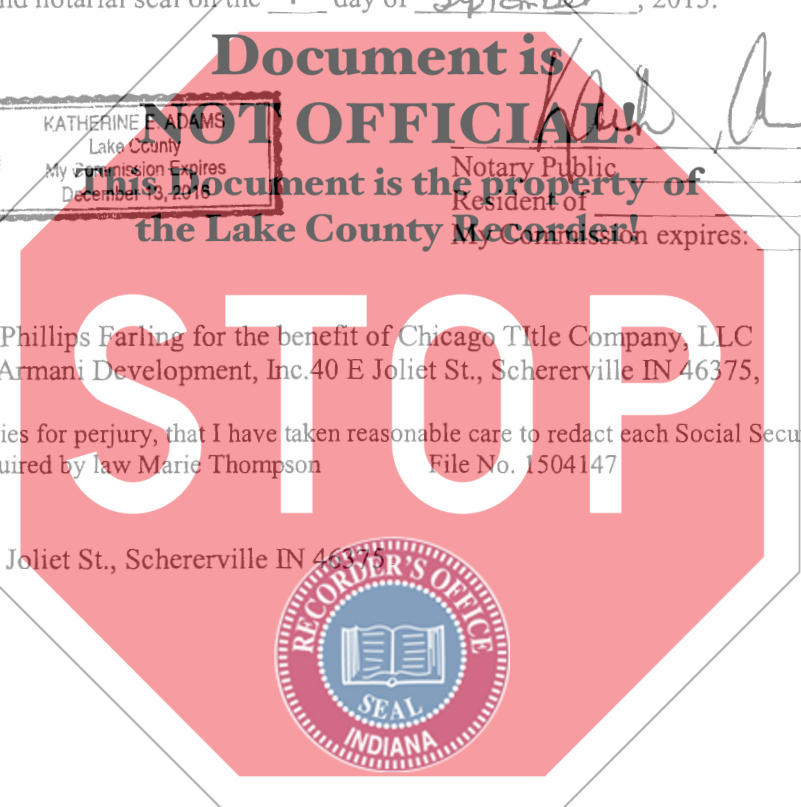 nd notarial seal on the day of September, 2015.
Document is
NOT OFFICIAL!
This Document is the property of
the Lake County Recorder!
KATHERINE E. ADAMS
Lake County
My Commission Expires
December 13, 2016
Notary Public
Resident of
My Commission expires:
Phillips Farling for the benefit of Chicago TItle Company, LLC
Armani Development, Inc.40 E Joliet St., Schererville IN 46375,
ies for perjury, that I have taken reasonable care to redact each Social Secu
uired by law Marie Thompson File No. 1504147
STOP
Joliet St., Schererville IN 46375
RECORDER'S OFFICE
SEAL
INDIANA